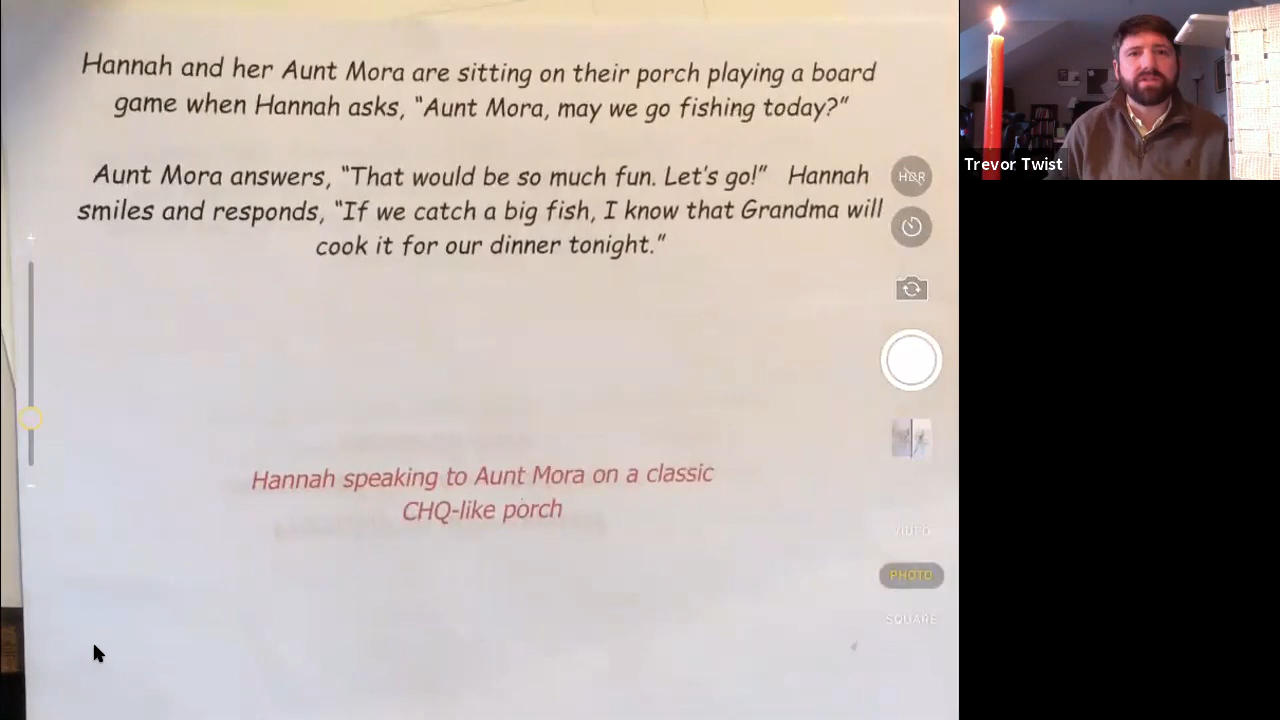 Hannah and her Aunt Mora are sitting on their porch playing a board
game when Hannah asks, “Aunt Mora, may we go fishing today?”
Aunt Mora answers, “That would be so much fun. Let’s go!” Hannah
smiles and responds, “If we catch a big fish, I know that Grandma will
cook it for our dinner tonight.”
Hannah speaking to Aunt Mora on a classic
CHQ-like porch
HDR
VIDEO
PHOTO
SQUARE
Trevor Twist